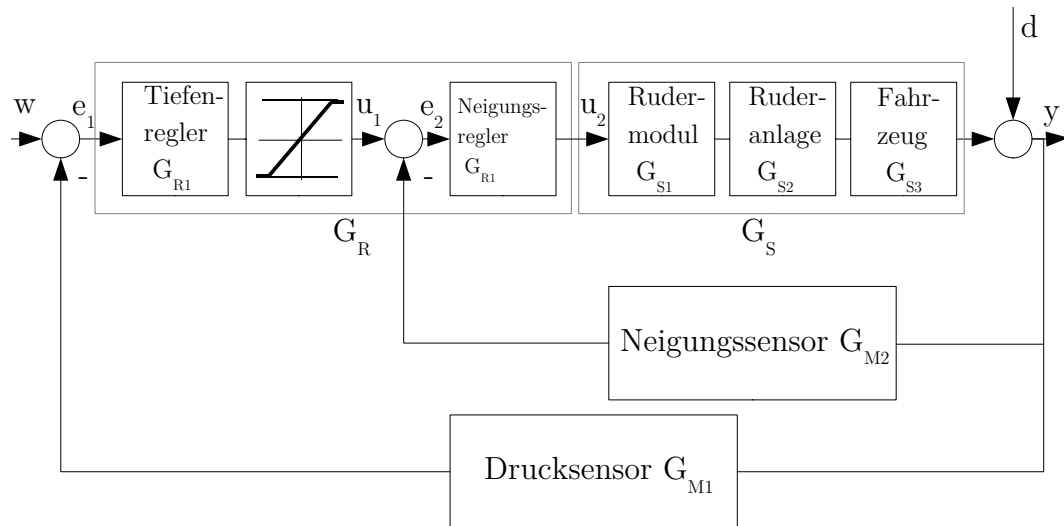 d
w
e1
Tiefen-
regler
GR1
u1
e2
Neigungs-
regler
GR1
u2
Ruder-
modul
GS1
Ruder-
anlage
GS2
Fahr-
zeug
GS3
y
-
-
GR
GS
Neigungssensor GM2
Drucksensor GM1